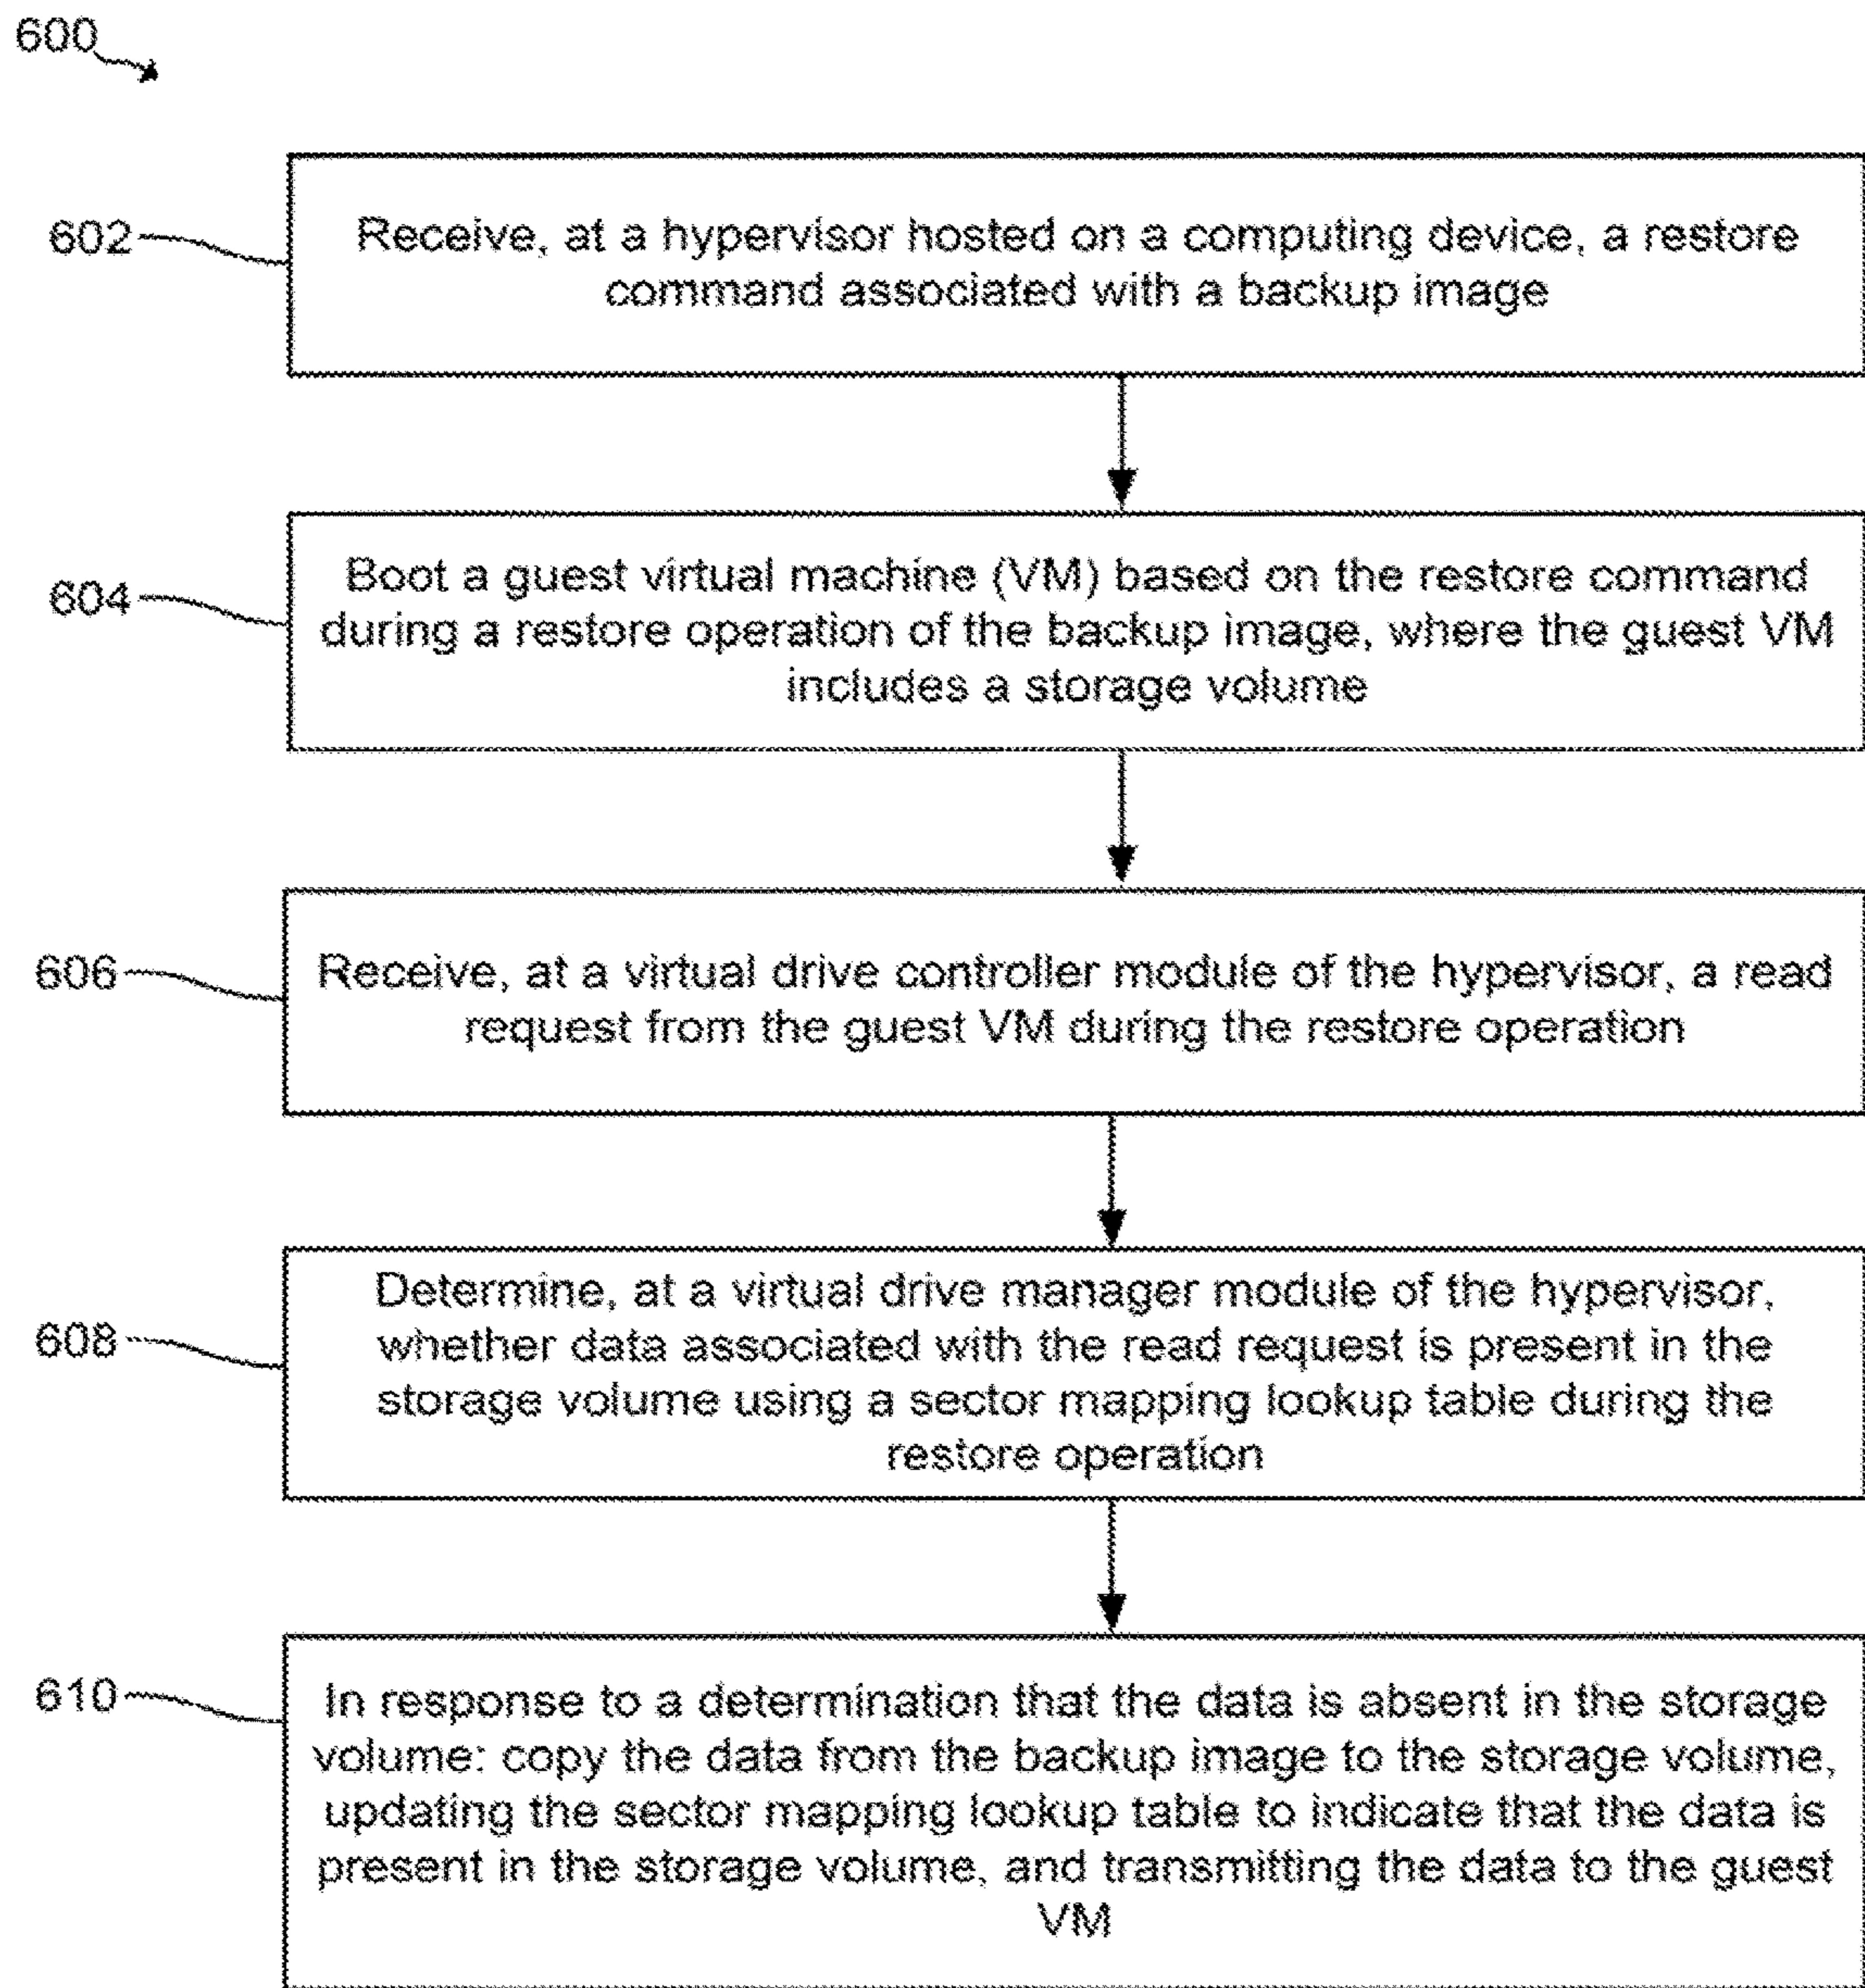 600
602
Receive, at a hypervisor hosted on a computing device, a restore
command associated with a backup image
604
Boot a guest virtual machine (VM) based on the restore command
during a restore operation of the backup image, where the guest VM
includes a storage volume
606
Receive, at a virtual drive controller module of the hypervisor, a read
request from the guest VM during the restore operation
608
Determine, at a virtual drive manager module of the hypervisor,
whether data associated with the read request is present in the
storage volume using a sector mapping lookup table during the
restore operation
610
In response to a determination that the data is absent in the storage
volume: copy the data from the backup image to the storage volume,
updating the sector mapping lookup table to indicate that the data is
present in the storage volume, and transmitting the data to the guest
VM